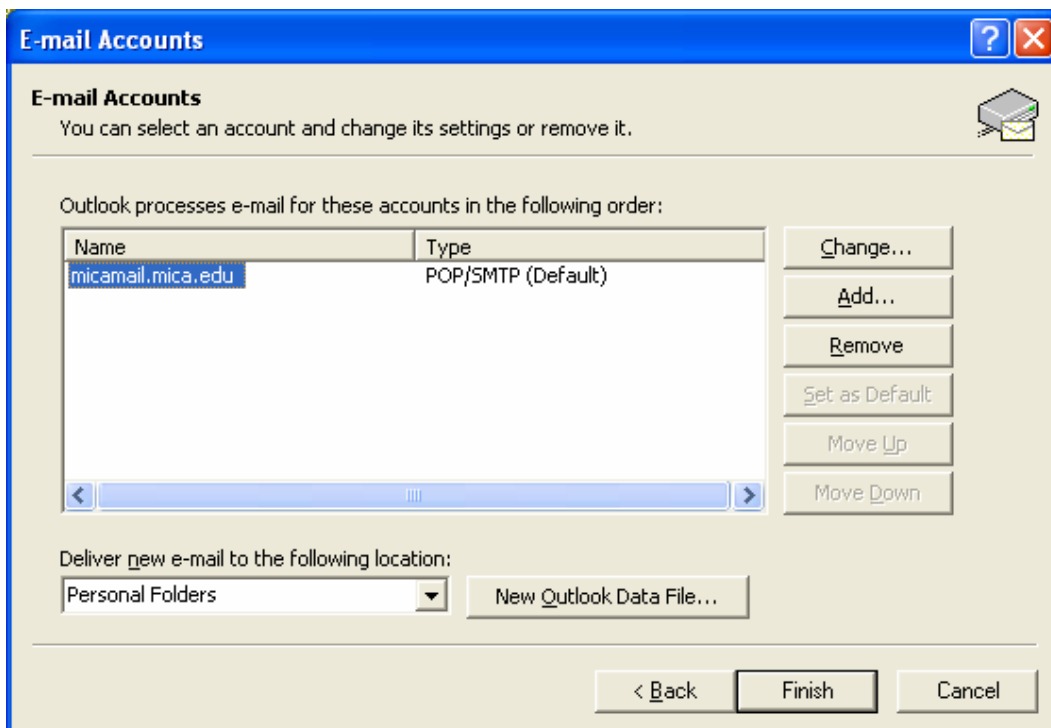 E-mail Accounts
?
E-mail Accounts
You can select an account and change its settings or remove it.
Outlook processes e-mail for these accounts in the following order:
Name Type
micamail.mica.edu POP/SMTP (Default)
Change...
Add...
Remove
Set as Default
Move Up
Move Down
Deliver new e-mail to the following location:
Personal Folders New Outlook Data File...
< Back Finish Cancel